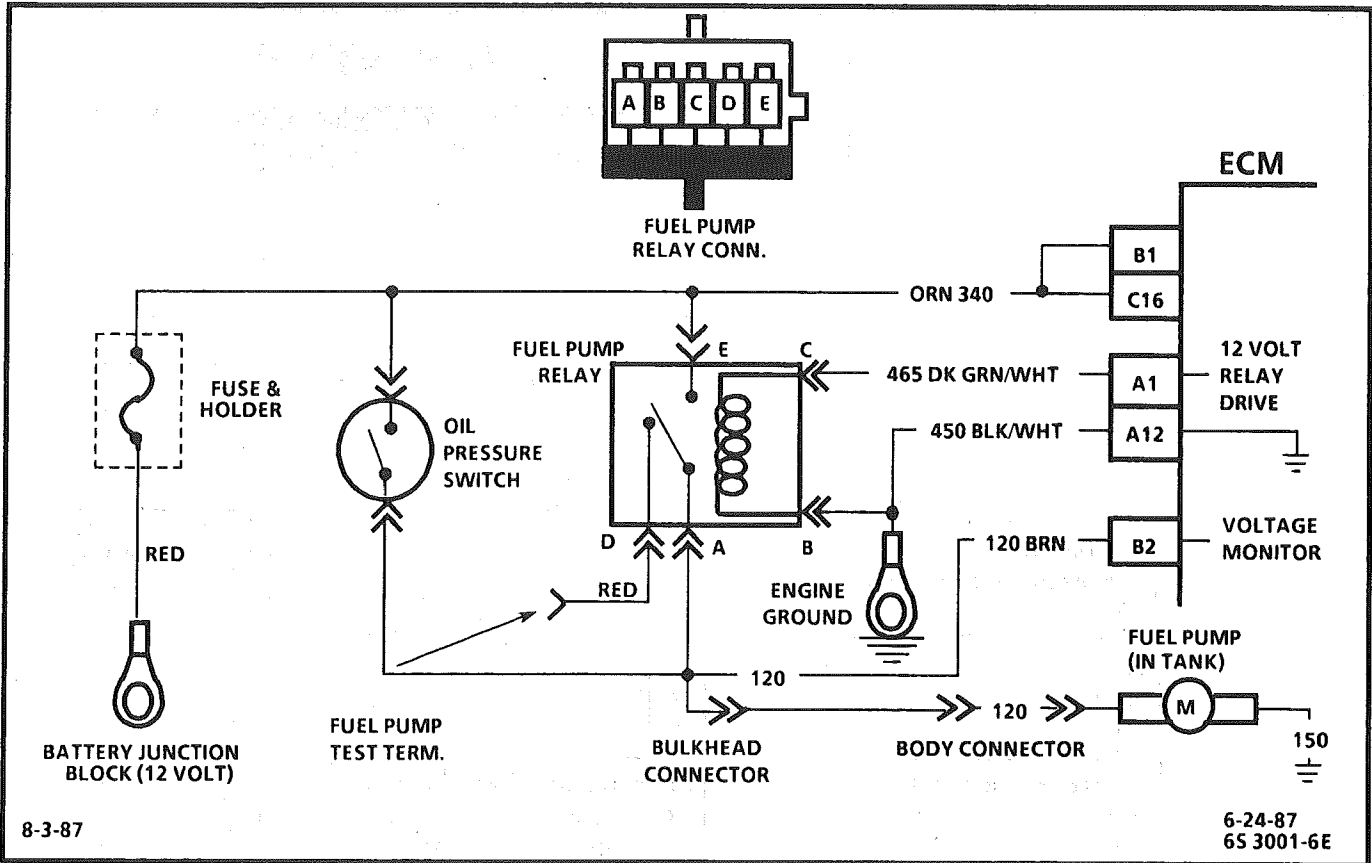 A B C D E
FUEL PUMP
RELAY CONN.
ECM
B1
ORN 340
C16
FUSE &
HOLDER
FUEL PUMP
RELAY
E
C
465 DK GRN/WHT
A1
12 VOLT
RELAY
DRIVE
OIL
PRESSURE
SWITCH
450 BLK/WHT
A12
D
A
B
120 BRN
B2
VOLTAGE
MONITOR
RED
RED
ENGINE
GROUND
FUEL PUMP
(IN TANK)
120
M
120
150
FUEL PUMP
TEST TERM.
BATTERY JUNCTION
BLOCK (12 VOLT)
BULKHEAD
CONNECTOR
BODY CONNECTOR
8-3-87
6-24-87
6S 3001-6E